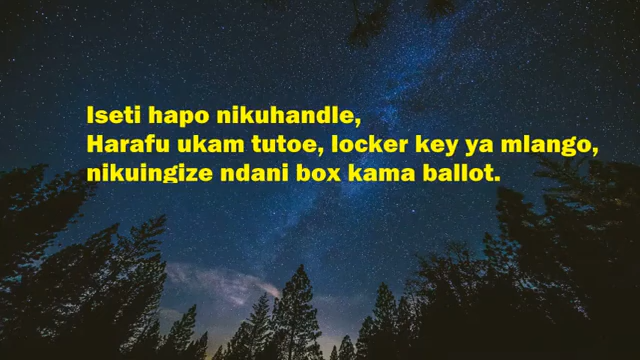 Iseti hapo nikuhandle,
Harafu ukam tutoe, locker key ya mlango,
nikuingize ndani box kama ballot.